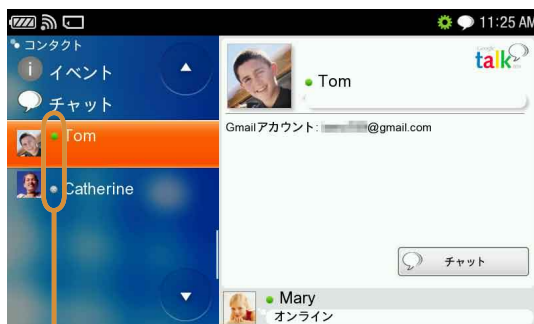 11:25 AM
コンタクト
イベント
チャット
Tom
Catherine
talk
Tom
Gmailアカウント: @gmail.com
チャット
Mary
オンライン